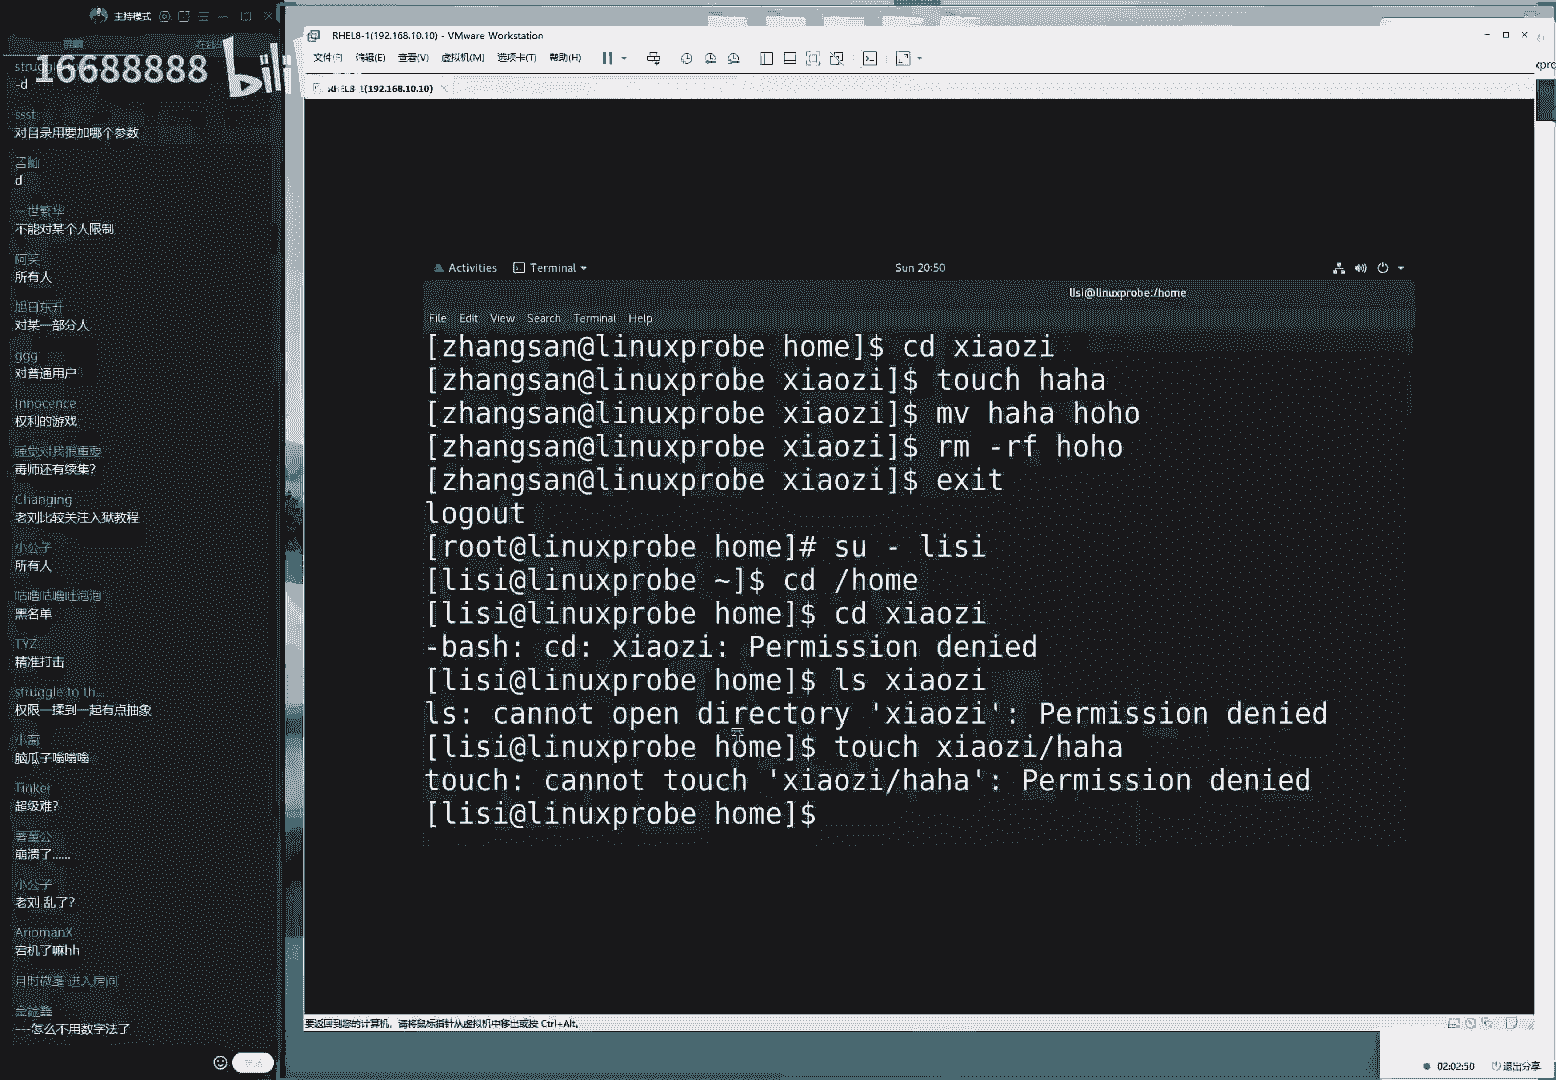 主持模式
16688888
-d
ssst
对目录用要加哪个参数
d
一世繁华
不能对某个人限制
阿笑
所有人
旭日东升
对某一部分人
ggg
对普通用户
Innocence
权利的游戏
睡觉对我很重要
毒师还有续集?
Changing
老刘比较关注入狱教程
小公子
所有人
咕噜咕噜吐泡泡
黑名单
TYZ
精准打击
struggle to th...
权限一揉到一起有点抽象
脑瓜子嗡嗡嗡
Tinker
超级难?
崩溃了......
小公子
老刘 乱了?
AriomanX
宕机了嘛hh
进入房间
---怎么不用数字法了
RHEL8-1(192.168.10.10) - VMware Workstation
文件(F) 编辑(E) 查看(V) 虚拟机(M) 选项卡(T) 帮助(H)
RHEL8-1(192.168.10.10)
Activities Terminal Sun 20:50
lisi@linuxprobe:/home
File Edit View Search Terminal Help
[zhangsan@linuxprobe home]$ cd xiaozi
[zhangsan@linuxprobe xiaozi]$ touch haha
[zhangsan@linuxprobe xiaozi]$ mv haha hoho
[zhangsan@linuxprobe xiaozi]$ rm -rf hoho
[zhangsan@linuxprobe xiaozi]$ exit
logout
[root@linuxprobe home]# su - lisi
[lisi@linuxprobe ~]$ cd /home
[lisi@linuxprobe home]$ cd xiaozi
-bash: cd: xiaozi: Permission denied
[lisi@linuxprobe home]$ ls xiaozi
ls: cannot open directory 'xiaozi': Permission denied
[lisi@linuxprobe home]$ touch xiaozi/haha
touch: cannot touch 'xiaozi/haha': Permission denied
[lisi@linuxprobe home]$
要返回到您的计算机，请将鼠标指针从虚拟机中移出或按 Ctrl+Alt。
02:02:50 退出分享